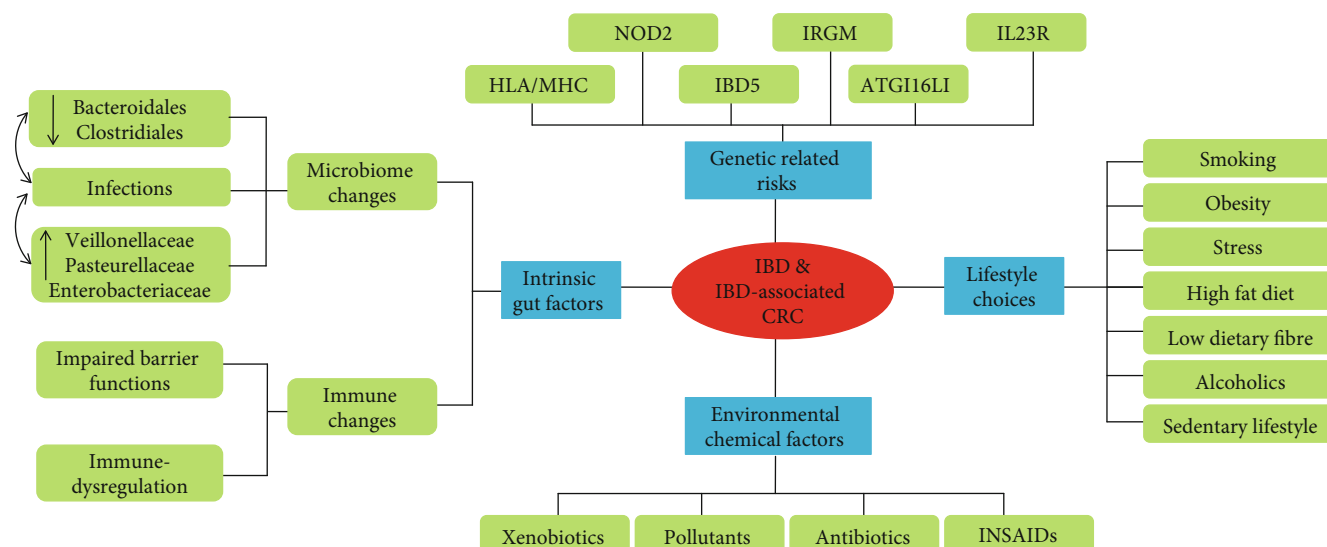 NOD2
IRGM
IL23R
HLA/MHC
IBD5
ATGI16LI
Genetic related
risks
Bacteroidales
Clostridiales
Infections
Veillonellaceae
Pasteurellaceae
Enterobacteriaceae
Microbiome
changes
Impaired barrier
functions
Immune-
dysregulation
Immune
changes
Intrinsic
gut factors
IBD &
IBD-associated
CRC
Lifestyle
choices
Smoking
Obesity
Stress
High fat diet
Low dietary fibre
Alcoholics
Sedentary lifestyle
Environmental
chemical factors
Xenobiotics
Pollutants
Antibiotics
INSAIDs